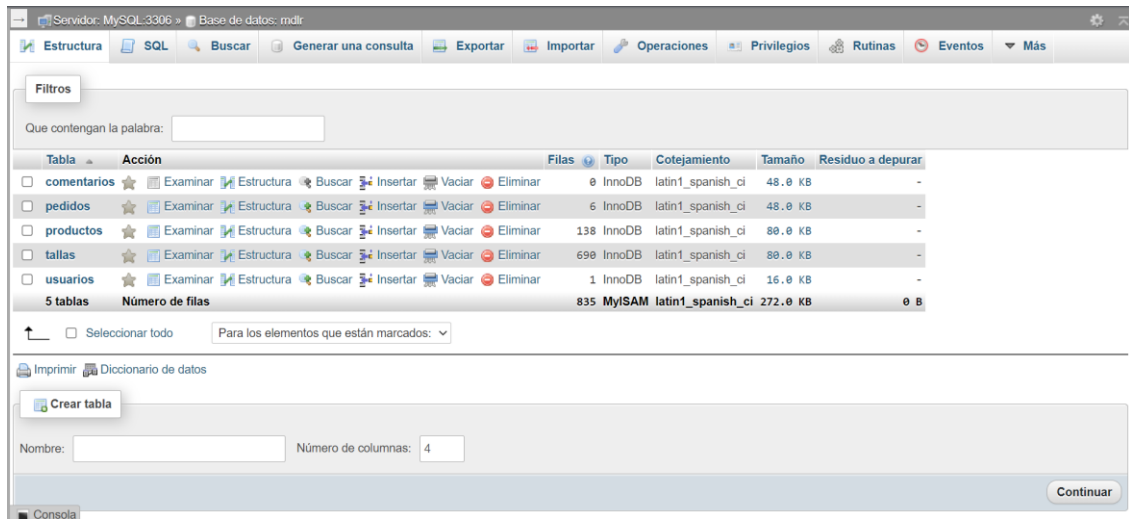 Servidor: MySQL:3306 » Base de datos: mdlr
Estructura SQL Buscar Generar una consulta Exportar Importar Operaciones Privilegios Rutinas Eventos Más
Filtros
Que contengan la palabra:
Tabla Acción Filas Tipo Cotejamiento Tamaño Residuo a depurar
comentarios Examinar Estructura Buscar Insertar Vaciar Eliminar 0 InnoDB latin1_spanish_ci 48.0 KB -
pedidos Examinar Estructura Buscar Insertar Vaciar Eliminar 6 InnoDB latin1_spanish_ci 48.0 KB -
productos Examinar Estructura Buscar Insertar Vaciar Eliminar 138 InnoDB latin1_spanish_ci 80.0 KB -
tallas Examinar Estructura Buscar Insertar Vaciar Eliminar 690 InnoDB latin1_spanish_ci 80.0 KB -
usuarios Examinar Estructura Buscar Insertar Vaciar Eliminar 1 InnoDB latin1_spanish_ci 16.0 KB -
5 tablas Número de filas 835 MyISAM latin1_spanish_ci 272.0 KB 0 B
Seleccionar todo Para los elementos que están marcados:
Imprimir Diccionario de datos
Crear tabla
Nombre: Número de columnas: 4
Continuar
Consola